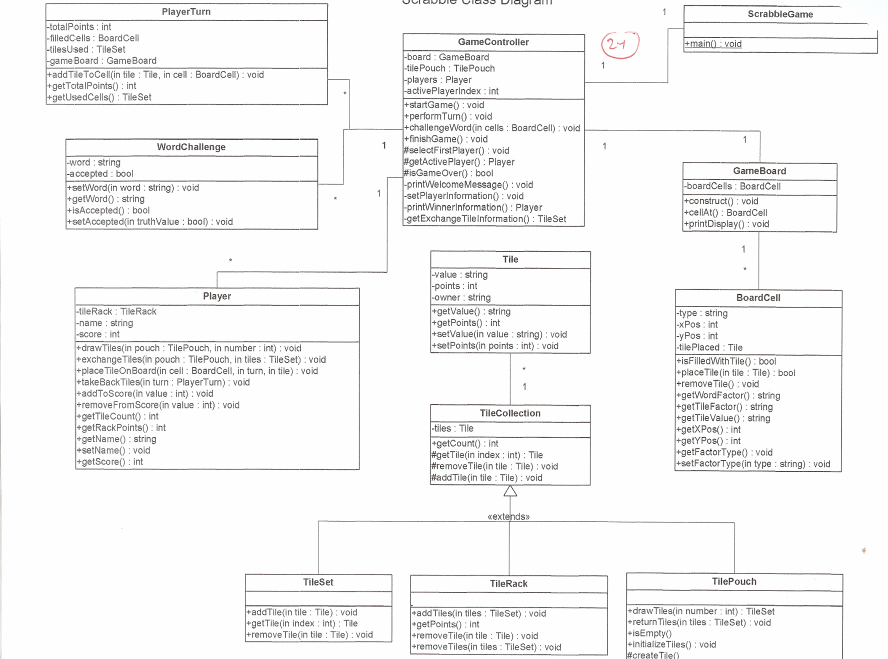 Scrabble Class Diagram
PlayerTurn
-totalPoints : int
-filledCells : BoardCell
-tilesUsed : TileSet
-gameBoard : GameBoard
+addTileToCell(in tile : Tile, in cell : BoardCell) : void
+getTotalPoints() : int
+getUsedCells() : TileSet
*
WordChallenge
-word : string
-accepted : bool
+setWord(in word : string) : void
+getWord() : string
+isAccepted() : bool
+setAccepted(in truthValue : bool) : void
*
GameController
-board : GameBoard
-tilePouch : TilePouch
-players : Player
-activePlayerIndex : int
+startGame() : void
+performTurn() : void
+challengeWord(in cells : BoardCell) : void
+finishGame() : void
#selectFirstPlayer() : void
#getActivePlayer() : Player
#isGameOver() : bool
-printWelcomeMessage() : void
-setPlayerInformation() : void
-printWinnerInformation() : Player
-getExchangeTileInformation() : TileSet
1
1
24
1
1
ScrabbleGame
+main() : void
1
1
GameBoard
-boardCells : BoardCell
+construct() : void
+cellAt() : BoardCell
+printDisplay() : void
1
*
BoardCell
-type : string
-xPos : int
-yPos : int
-tilePlaced : Tile
+isFilledWithTile() : bool
+placeTile(in tile : Tile) : bool
+removeTile() : void
+getWordFactor() : string
+getTileFactor() : string
+getTileValue() : string
+getXPos() : int
+getYPos() : int
+getFactorType() : void
+setFactorType(in type : string) : void
*
Player
-tileRack : TileRack
-name : string
-score : int
+drawTiles(in pouch : TilePouch, in number : int) : void
+exchangeTiles(in pouch : TilePouch, in tiles : TileSet) : void
+placeTileOnBoard(in cell : BoardCell, in turn, in tile) : void
+takeBackTiles(in turn : PlayerTurn) : void
+addToScore(in value : int) : void
+removeFromScore(in value : int) : void
+getTileCount() : int
+getRackPoints() : int
+getName() : string
+setName() : void
+getScore() : int
Tile
-value : string
-points : int
-owner : string
+getValue() : string
+getPoints() : int
+setValue(in value : string) : void
+setPoints(in points : int) : void
*
1
TileCollection
-tiles : Tile
+getCount() : int
#getTile(in index : int) : Tile
#removeTile(in tile : Tile) : void
#addTile(in tile : Tile) : void
«extends»
TileSet
+addTile(in tile : Tile) : void
+getTile(in index : int) : Tile
+removeTile(in tile : Tile) : void
TileRack
+addTiles(in tiles : TileSet) : void
+getPoints() : int
+removeTile(in tile : Tile) : void
+removeTiles(in tiles : TileSet) : void
TilePouch
+drawTiles(in number : int) : TileSet
+returnTiles(in tiles : TileSet) : void
+isEmpty()
+initializeTiles() : void
#createTile()